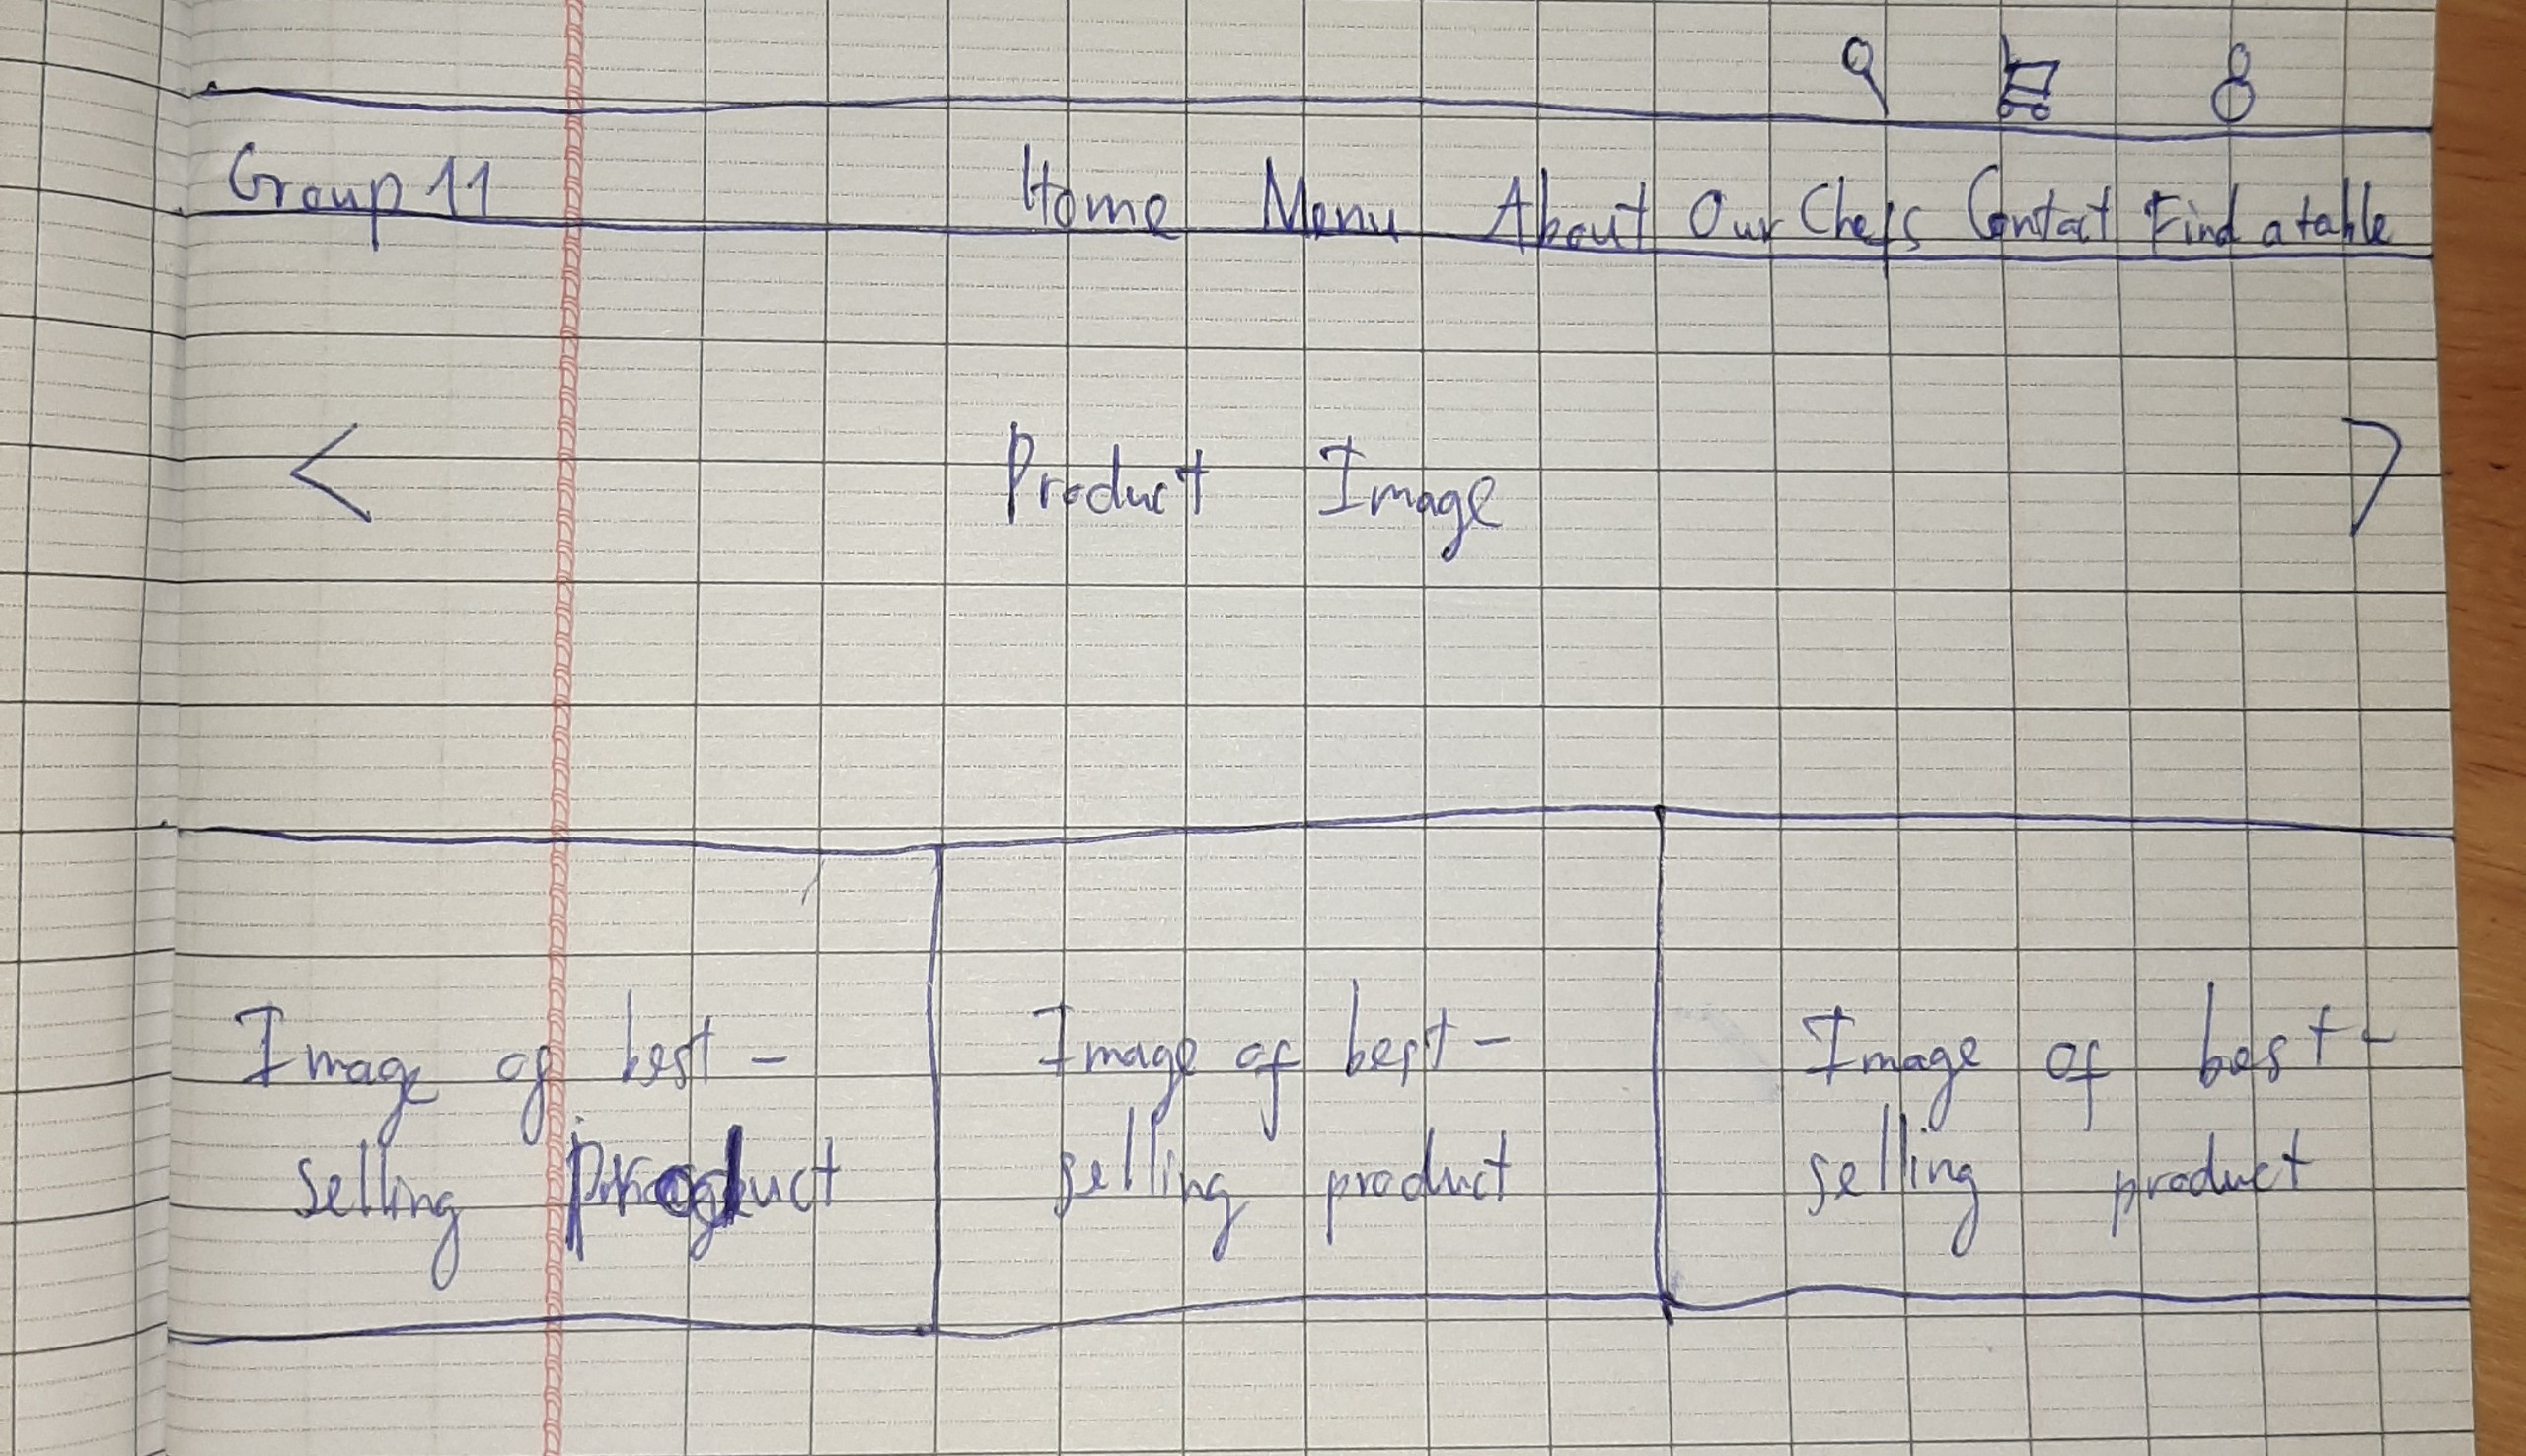 Group 11 Home Menu About Our Chefs Contact Find a table
< Product Image >
Image of best-
selling product
Image of best-
selling product
Image of best-
selling product